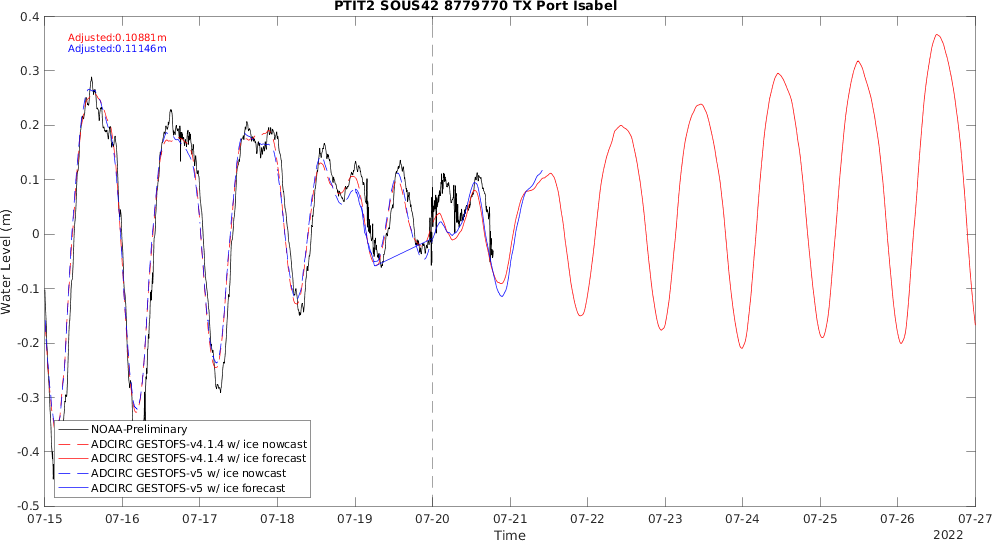 PTIT2 SOUS42 8779770 TX Port Isabel
Adjusted:0.10881m
Adjusted:0.11146m
Water Level (m)
0.4
0.3
0.2
0.1
0
-0.1
-0.2
-0.3
-0.4
-0.5
NOAA-Preliminary
ADCIRC GESTOFS-v4.1.4 w/ ice nowcast
ADCIRC GESTOFS-v4.1.4 w/ ice forecast
ADCIRC GESTOFS-v5 w/ ice nowcast
ADCIRC GESTOFS-v5 w/ ice forecast
07-15 07-16 07-17 07-18 07-19 07-20 07-21 07-22 07-23 07-24 07-25 07-26 07-27
Time
2022